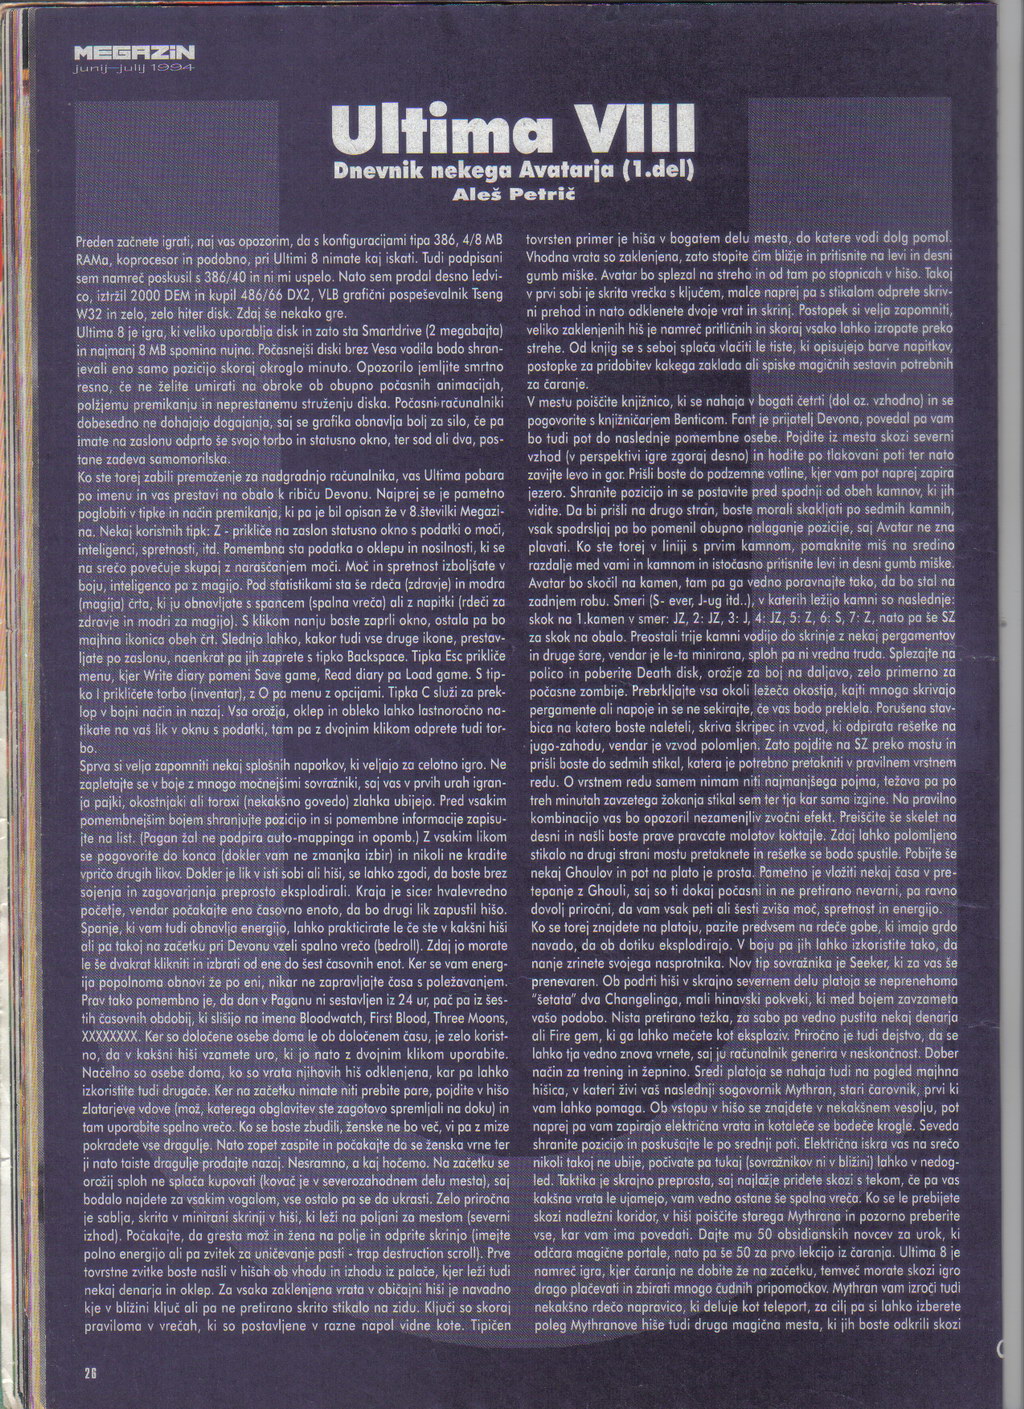 MEGAZiN
junij-julij 1994
Ultima VIII
Dnevnik nekega Avatarja (1.del)
Aleš Petrič
Preden začnete igrati, naj vas opozorim, da s konfiguracijami tipa 386, 4/8 MB
RAMa, koprocesor in podobno, pri Ultimi 8 nimate kaj iskati. Tudi podpisani
sem namreč poskusil s 386/40 in ni mi uspelo. Nato sem prodal desno ledvi-
co, iztržil 2000 DEM in kupil 486/66 DX2, VLB grafični pospeševalnik Tseng
W32 in zelo, zelo hiter disk. Zdaj še nekako gre.
Ultima 8 je igra, ki veliko uporablja disk in zato sta Smartdrive (2 megabajta)
in najmanj 8 MB spomina nujna. Počasnejši diski brez Vesa vodila bodo shran-
jevali eno samo pozicijo skoraj okroglo minuto. Opozorilo jemljite smrtno
resno, če ne želite umirati na obroke ob obupno počasnih animacijah,
polžjemu premikanju in neprestanemu struženju diska. Počasni računalniki
dobesedno ne dohajajo dogajanja, saj se grafika obnavlja bolj za silo, če pa
imate na zaslonu odprto še svojo torbo in statusno okno, ter sod ali dva, pos-
tane zadeva samomorilska.
Ko ste torej zabili premoženje za nadgradnjo računalnika, vas Ultima pobara
po imenu in vas prestavi na obalo k ribiču Devonu. Najprej se je pametno
poglobiti v tipke in način premikanja, ki pa je bil opisan že v 8.številki Megazi-
na. Nekaj koristnih tipk: Z - prikliče na zaslon statusno okno s podatki o moči,
inteligenci, spretnosti, itd. Pomembna sta podatka o oklepu in nosilnosti, ki se
na srečo povečuje skupaj z naraščanjem moči. Moč in spretnost izboljšate v
boju, inteligenco pa z magijo. Pod statistikami sta še rdeča (zdravje) in modra
(magija) črta, ki ju obnavljate s spancem (spalna vreča) ali z napitki (rdeči za
zdravje in modri za magijo). S klikom nanju boste zaprli okno, ostala pa bo
majhna ikonica obeh črt. Slednjo lahko, kakor tudi vse druge ikone, prestav-
ljate po zaslonu, naenkrat pa jih zaprete s tipko Backspace. Tipka Esc prikliče
menu, kjer Write diary pomeni Save game, Read diary pa Load game. S tip-
ko I prikličete torbo (inventar), z O pa menu z opcijami. Tipka C služi za prek-
lop v bojni način in nazaj. Vsa orožja, oklep in obleko lahko lastnoročno na-
tikate na vaš lik v oknu s podatki, tam pa z dvojnim klikom odprete tudi tor-
bo.
Sprva si velja zapomniti nekaj splošnih napotkov, ki veljajo za celotno igro. Ne
zapletajte se v boje z mnogo močnejšimi sovražniki, saj vas v prvih urah igran-
ja pajki, okostnjaki ali toraxi (nekakšno govedo) zlahka ubijejo. Pred vsakim
pomembnejšim bojem shranjujte pozicijo in si pomembne informacije zapisu-
jte na list. (Pagan žal ne podpira auto-mappinga in opomb.) Z vsakim likom
se pogovorite do konca (dokler vam ne zmanjka izbir) in nikoli ne kradite
vpričo drugih likov. Dokler je lik v isti sobi ali hiši, se lahko zgodi, da boste brez
sojenja in zagovarjanja preprosto eksplodirali. Kraja je sicer hvalevredno
početje, vendar počakajte eno časovno enoto, da bo drugi lik zapustil hišo.
Spanje, ki vam tudi obnavlja energijo, lahko prakticirate le če ste v kakšni hiši
ali pa takoj na začetku pri Devonu vzeli spalno vrečo (bedroll). Zdaj jo morate
le še dvakrat klikniti in izbrati od ene do šest časovnih enot. Ker se vam energ-
ija popolnoma obnovi že po eni, nikar ne zapravljajte časa s poležavanjem.
Prav tako pomembno je, da dan v Paganu ni sestavljen iz 24 ur, pač pa iz šes-
tih časovnih obdobij, ki slišijo na imena Bloodwatch, First Blood, Three Moons,
XXXXXXXX. Ker so določene osebe doma le ob določenem času, je zelo korist-
no, da v kakšni hiši vzamete uro, ki jo nato z dvojnim klikom uporabite.
Načelno so osebe doma, ko so vrata njihovih hiš odklenjena, kar pa lahko
izkoristite tudi drugače. Ker na začetku nimate niti prebite pare, pojdite v hišo
zlatarjeve vdove (mož, katerega obglavitev ste zagotovo spremljali na doku) in
tam uporabite spalno vrečo. Ko se boste zbudili, ženske ne bo več, vi pa z mize
pokradete vse dragulje. Nato zopet zaspite in počakajte da se ženska vrne ter
ji nato taiste dragulje prodajte nazaj. Nesramno, a kaj hočemo. Na začetku se
orožij sploh ne splača kupovati (kovač je v severozahodnem delu mesta), saj
bodalo najdete za vsakim vogalom, vse ostalo pa se da ukrasti. Zelo priročna
je sablja, skrita v minirani skrinji v hiši, ki leži na poljani za mestom (severni
izhod). Počakajte, da gresta mož in žena na polje in odprite skrinjo (imejte
polno energijo ali pa zvitek za uničevanje pasti - trap destruction scroll). Prve
tovrstne zvitke boste našli v hišah ob vhodu in izhodu iz palače, kjer leži tudi
nekaj denarja in oklep. Za vsaka zaklenjena vrata v običajni hiši je navadno
kje v bližini ključ ali pa ne pretirano skrito stikalo na zidu. Ključi so skoraj
praviloma v vrečah, ki so postavljene v razne napol vidne kote. Tipičen
tovrsten primer je hiša v bogatem delu mesta, do katere vodi dolg pomol.
Vhodna vrata so zaklenjena, zato stopite čim bližje in pritisnite na levi in desni
gumb miške. Avatar bo splezal na streho in od tam po stopnicah v hišo. Takoj
v prvi sobi je skrita vrečka s ključem, malce naprej pa s stikalom odprete skriv-
ni prehod in nato odklenete dvoje vrat in skrinj. Postopek si velja zapomniti,
veliko zaklenjenih hiš je namreč pritličnih in skoraj vsako lahko izropate preko
strehe. Od knjig se s seboj splača vlačiti le tiste, ki opisujejo barve napitkov,
postopke za pridobitev kakega zaklada ali spiske magičnih sestavin potrebnih
za čaranje.
V mestu poiščite knjižnico, ki se nahaja v bogati četrti (dol oz. vzhodno) in se
pogovorite s knjižničarjem Benticom. Fant je prijatelj Devona, povedal pa vam
bo tudi pot do naslednje pomembne osebe. Pojdite iz mesta skozi severni
vzhod (v perspektivi igre zgoraj desno) in hodite po tlakovani poti ter nato
zavijte levo in gor. Prišli boste do podzemne votline, kjer vam pot naprej zapira
jezero. Shranite pozicijo in se postavite pred spodnji od obeh kamnov, ki jih
vidite. Da bi prišli na drugo stran, boste morali skakljati po sedmih kamnih,
vsak spodrsljaj pa bo pomenil obupno nalaganje pozicije, saj Avatar ne zna
plavati. Ko ste torej v liniji s prvim kamnom, pomaknite miš na sredino
razdalje med vami in kamnom in istočasno pritisnite levi in desni gumb miške.
Avatar bo skočil na kamen, tam pa ga vedno poravnajte tako, da bo stal na
zadnjem robu. Smeri (S- ever, J-ug itd..), v katerih ležijo kamni so naslednje:
skok na 1.kamen v smer: JZ, 2: JZ, 3: J, 4: JZ, 5: Z, 6: S, 7: Z, nato pa še SZ
za skok na obalo. Preostali trije kamni vodijo do skrinje z nekaj pergamentov
in druge šare, vendar je le-ta minirana, sploh pa ni vredna truda. Splezajte na
polico in poberite Death disk, orožje za boj na daljavo, zelo primerno za
počasne zombije. Prebrkljajte vsa okoli ležeča okostja, kajti mnoga skrivajo
pergamente ali napoje in se ne sekirajte, če vas bodo preklela. Porušena stav-
bica na katero boste naleteli, skriva škripec in vzvod, ki odpirata rešetke na
jugo-zahodu, vendar je vzvod polomljen. Zato pojdite na SZ preko mostu in
prišli boste do sedmih stikal, katera je potrebno pretakniti v pravilnem vrstnem
redu. O vrstnem redu samem nimam niti najmanjšega pojma, težava pa po
treh minutah zavzetega žokanja stikal sem ter tja kar sama izgine. Na pravilno
kombinacijo vas bo opozoril nezamenjliv zvočni efekt. Preiščite še skelet na
desni in našli boste prave pravcate molotov koktajle. Zdaj lahko polomljeno
stikalo na drugi strani mostu pretaknete in rešetke se bodo spustile. Pobijte še
nekaj Ghoulov in pot na plato je prosta. Pametno je vložiti nekaj časa v pre-
tepanje z Ghouli, saj so ti dokaj počasni in ne pretirano nevarni, pa ravno
dovolj priročni, da vam vsak peti ali šesti zviša moč, spretnost in energijo.
Ko se torej znajdete na platoju, pazite predvsem na rdeče gobe, ki imajo grdo
navado, da ob dotiku eksplodirajo. V boju pa jih lahko izkoristite tako, da
nanje zrinete svojega nasprotnika. Nov tip sovražnika je Seeker, ki za vas še
prenevaren. Ob podrti hiši v skrajno severnem delu platoja se neprenehoma
"šetata" dva Changelinga, mali hinavski pokveki, ki med bojem zavzameta
vašo podobo. Nista pretirano težka, za sabo pa vedno pustita nekaj denarja
ali Fire gem, ki ga lahko mečete kot eksploziv. Priročno je tudi dejstvo, da se
lahko tja vedno znova vrnete, saj ju računalnik generira v neskončnost. Dober
način za trening in žepnino. Sredi platoja se nahaja tudi na pogled majhna
hišica, v kateri živi vaš naslednji sogovornik Mythran, stari čarovnik, prvi ki
vam lahko pomaga. Ob vstopu v hišo se znajdete v nekakšnem vesolju, pot
naprej pa vam zapirajo električna vrata in kotaleče se bodeče krogle. Seveda
shranite pozicijo in poskušajte le po srednji poti. Električna iskra vas na srečo
nikoli takoj ne ubije, počivate pa tukaj (sovražnikov ni v bližini) lahko v nedog-
led. Taktika je skrajno preprosta, saj najlažje pridete skozi s tekom, če pa vas
kakšna vrata le ujamejo, vam vedno ostane še spalna vreča. Ko se le prebijete
skozi nadležni koridor, v hiši poiščite starega Mythrana in pozorno preberite
vse, kar vam ima povedati. Dajte mu 50 obsidianskih novcev za urok, ki
odčara magične portale, nato pa še 50 za prvo lekcijo iz čaranja. Ultima 8 je
namreč igra, kjer čaranja ne dobite že na začetku, temveč morate skozi igro
drago plačevati in zbirati mnogo čudnih pripomočkov. Mythran vam izroči tudi
nekakšno rdečo napravico, ki deluje kot teleport, za cilj pa si lahko izberete
poleg Mythranove hiše tudi druga magična mesta, ki jih boste odkrili skozi
26